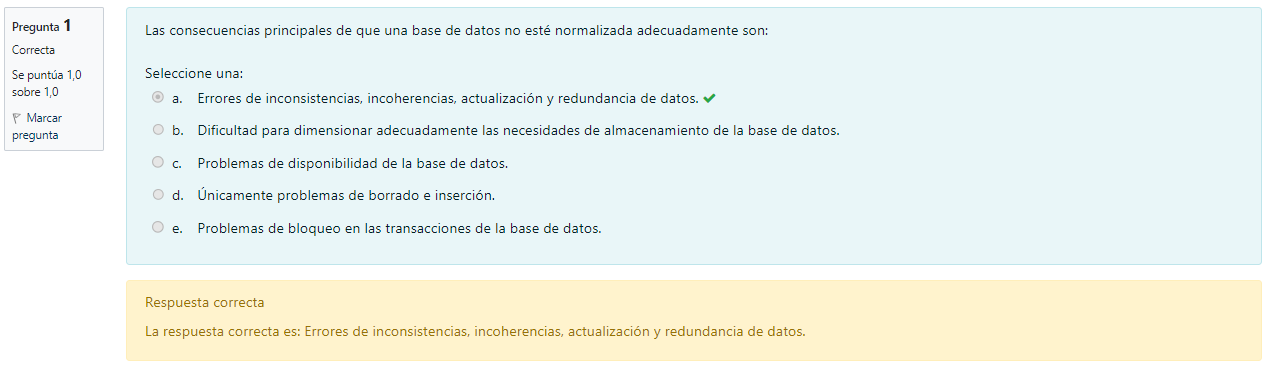 Pregunta 1
Correcta
Se puntúa 1,0
sobre 1,0
Marcar
pregunta
Las consecuencias principales de que una base de datos no esté normalizada adecuadamente son:
Seleccione una:
a. Errores de inconsistencias, incoherencias, actualización y redundancia de datos.
b. Dificultad para dimensionar adecuadamente las necesidades de almacenamiento de la base de datos.
c. Problemas de disponibilidad de la base de datos.
d. Únicamente problemas de borrado e inserción.
e. Problemas de bloqueo en las transacciones de la base de datos.
Respuesta correcta
La respuesta correcta es: Errores de inconsistencias, incoherencias, actualización y redundancia de datos.